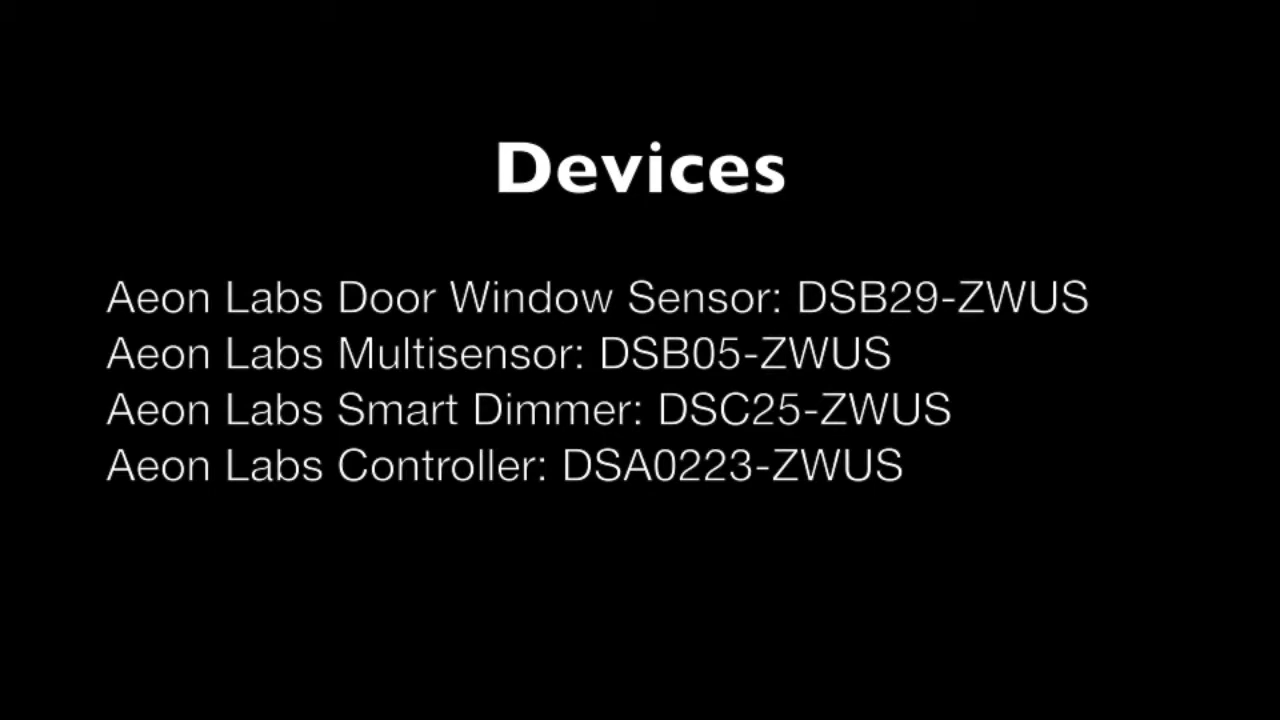 Devices
Aeon Labs Door Window Sensor: DSB29-ZWUS
Aeon Labs Multisensor: DSB05-ZWUS
Aeon Labs Smart Dimmer: DSC25-ZWUS
Aeon Labs Controller: DSA0223-ZWUS